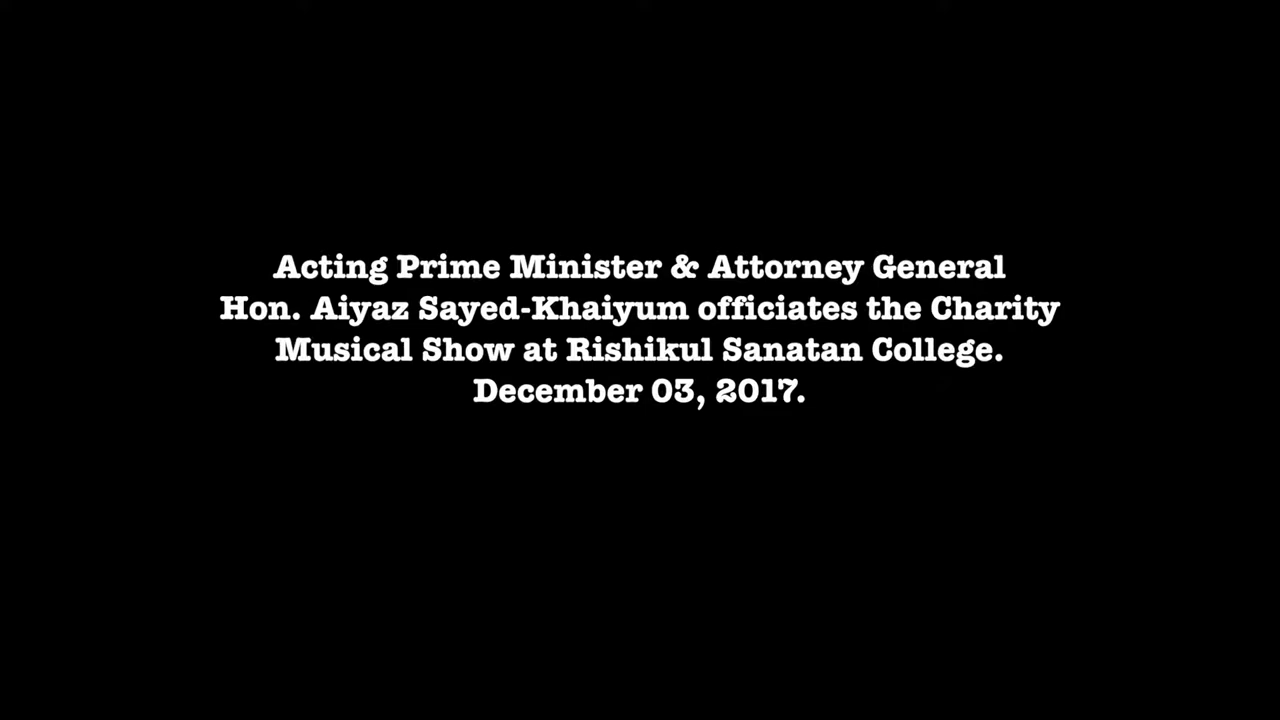 Acting Prime Minister & Attorney General
Hon. Aiyaz Sayed-Khaiyum officiates the Charity
Musical Show at Rishikul Sanatan College.
December 03, 2017.